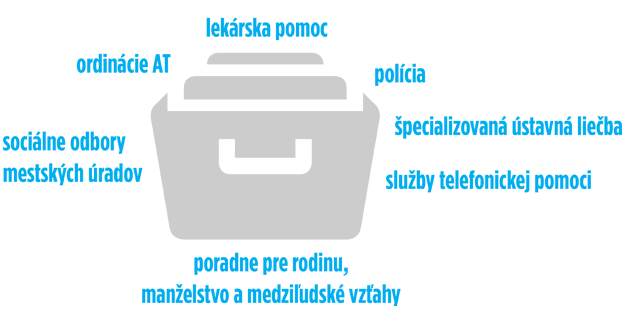 lekárska pomoc
ordinácie AT
polícia
špecializovaná ústavná liečba
sociálne odbory
mestských úradov
služby telefonickej pomoci
poradne pre rodinu,
manželstvo a medziľudské vzťahy